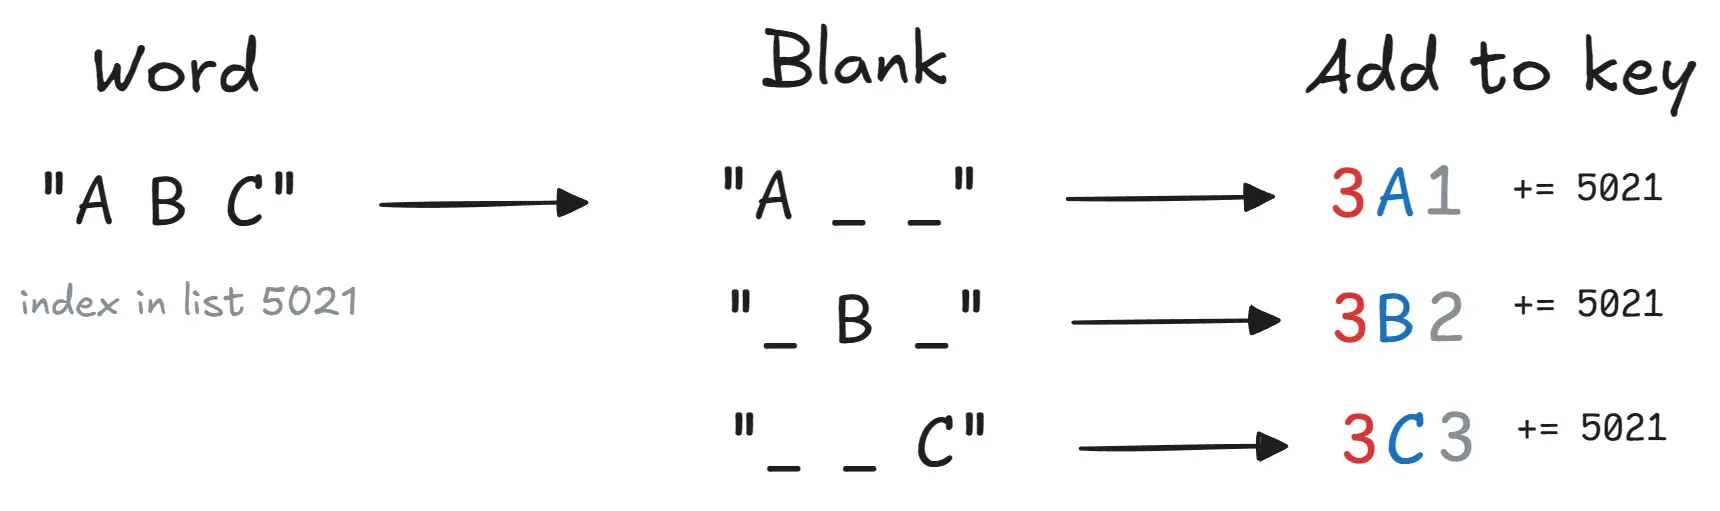 Word Blank Add to key
"A B C" "A _ _" 3A1 += 5021
index in list 5021 "_ B _" 3B2 += 5021
"_ _ C" 3C3 += 5021